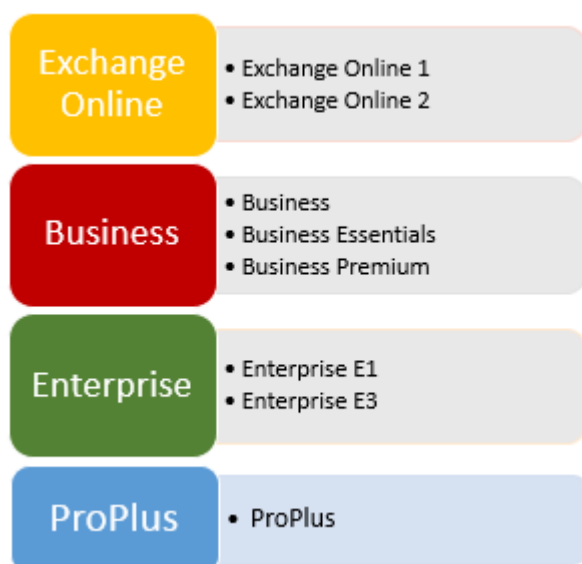 Exchange
Online
• Exchange Online 1
• Exchange Online 2
Business
• Business
• Business Essentials
• Business Premium
Enterprise
• Enterprise E1
• Enterprise E3
ProPlus
• ProPlus